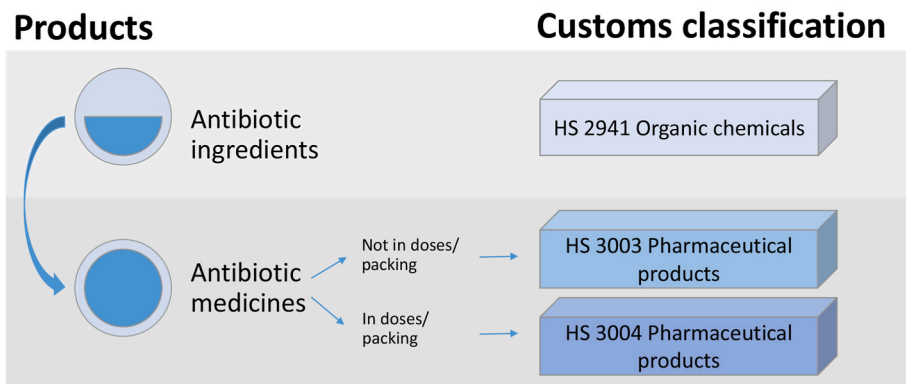 Products
Customs classification
Antibiotic
ingredients
HS 2941 Organic chemicals
Antibiotic
medicines
Not in doses/
packing
HS 3003 Pharmaceutical
products
In doses/
packing
HS 3004 Pharmaceutical
products